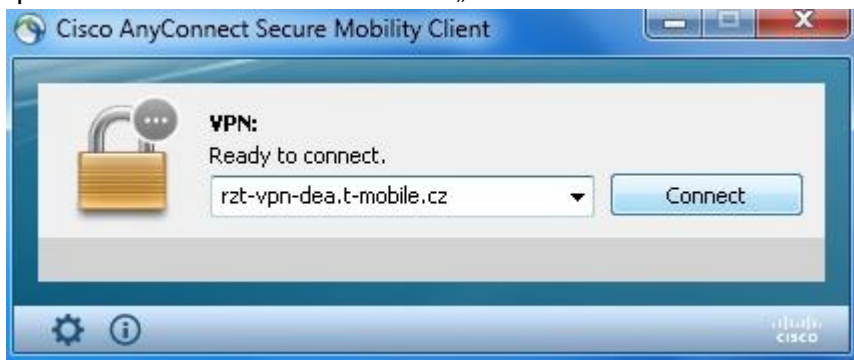 Cisco AnyConnect Secure Mobility Client
VPN:
Ready to connect.
rzt-vpn-dea.t-mobile.cz
Connect
CISCO